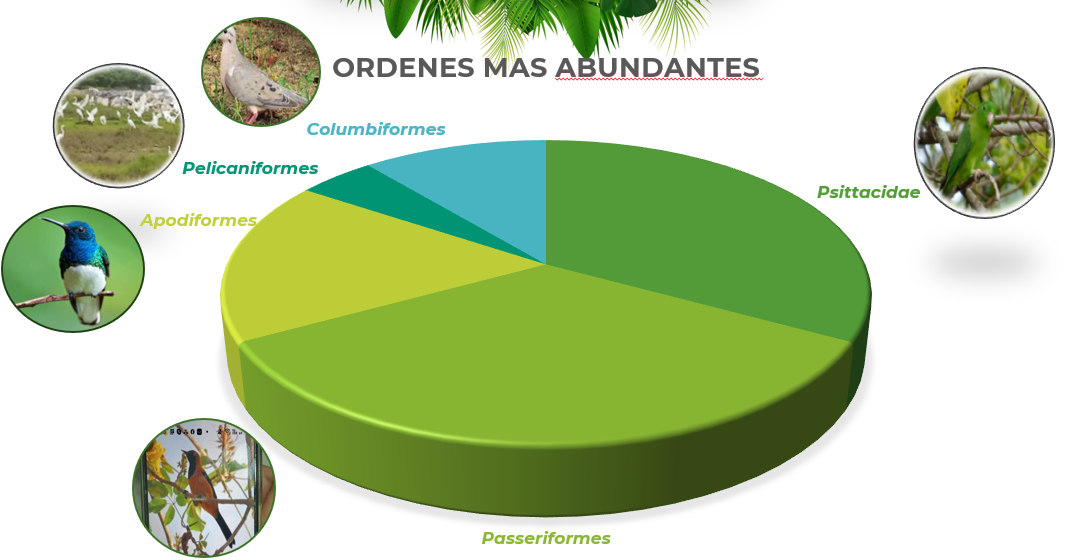 ORDENES MAS ABUNDANTES
Columbiformes
Pelicaniformes
Psittacidae
Apodiformes
Passeriformes